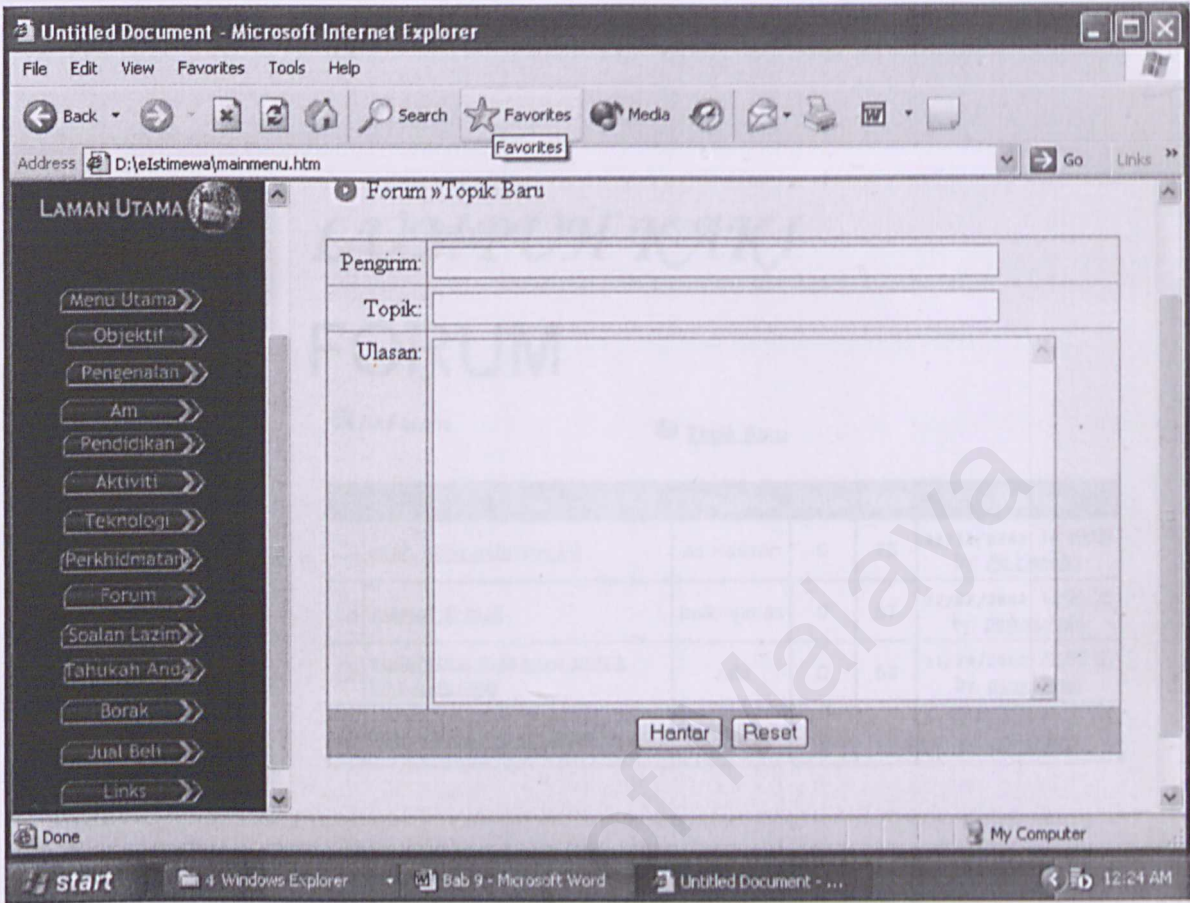 Untitled Document - Microsoft Internet Explorer
File Edit View Favorites Tools Help
Back Search Favorites Media
Favorites
Address D:\eIstimewa\mainmenu.htm Go Links
LAMAN UTAMA
Menu Utama
Objektif
Pengenalan
Am
Pendidikan
Aktiviti
Teknologi
Perkhidmatan
Forum
Soalan Lazim
Tahukah Anda
Borak
Jual Beli
Links
Forum »Topik Baru
Pengirim:
Topik:
Ulasan:
Hantar Reset
FORUM
of Malaya
Done My Computer
start 4 Windows Explorer Bab 9 - Microsoft Word Untitled Document - ... 12:24 AM